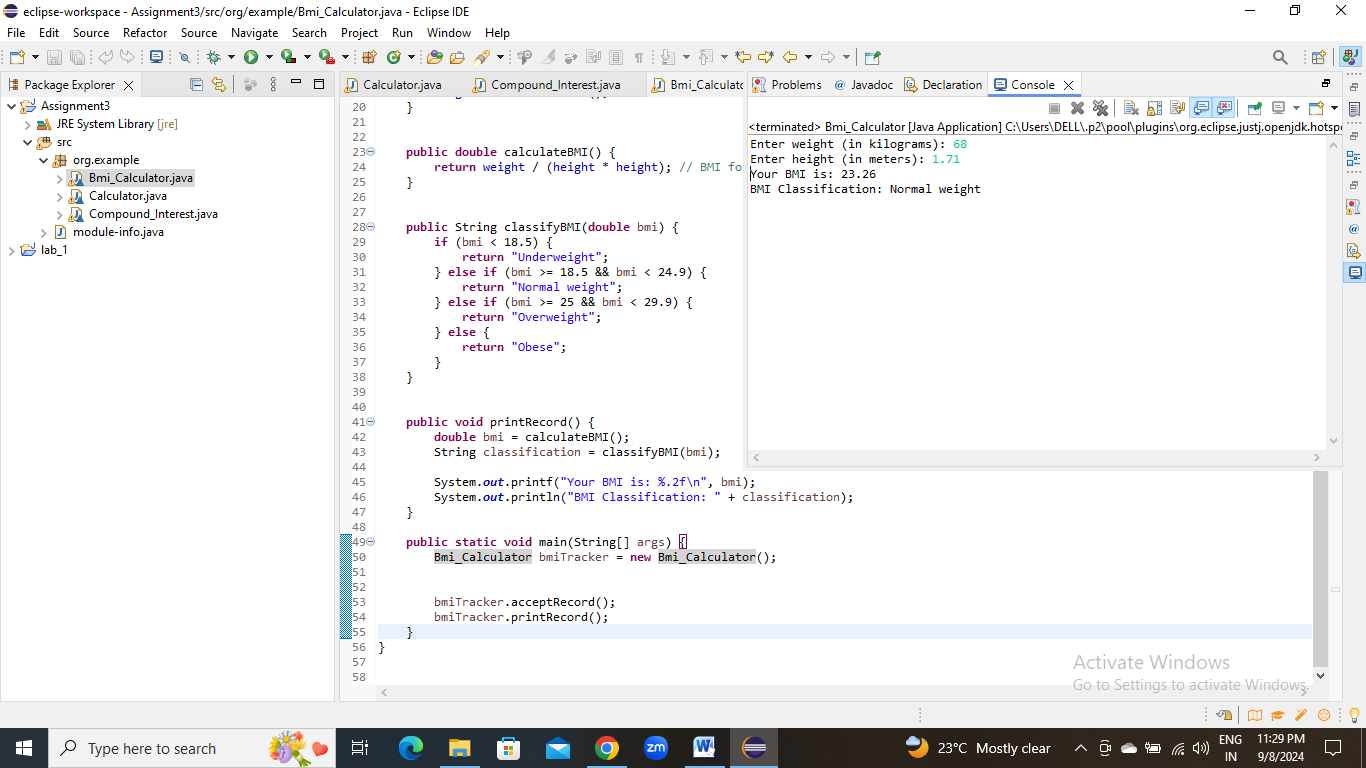 eclipse-workspace - Assignment3/src/org/example/Bmi_Calculator.java - Eclipse IDE
File Edit Source Refactor Source Navigate Search Project Run Window Help
Package Explorer
Assignment3
JRE System Library [jre]
src
org.example
Bmi_Calculator.java
Calculator.java
Compound_Interest.java
module-info.java
lab_1
Calculator.java Compound_Interest.java Bmi_Calculato
20 }
21
22
23 public double calculateBMI() {
24 return weight / (height * height); // BMI fo
25 }
26
27
28 public String classifyBMI(double bmi) {
29 if (bmi < 18.5) {
30 return "Underweight";
31 } else if (bmi >= 18.5 && bmi < 24.9) {
32 return "Normal weight";
33 } else if (bmi >= 25 && bmi < 29.9) {
34 return "Overweight";
35 } else {
36 return "Obese";
37 }
38 }
39
40
41 public void printRecord() {
42 double bmi = calculateBMI();
43 String classification = classifyBMI(bmi);
44
45 System.out.printf("Your BMI is: %.2f\n", bmi);
46 System.out.println("BMI Classification: " + classification);
47 }
48
49 public static void main(String[] args) {
50 Bmi_Calculator bmiTracker = new Bmi_Calculator();
51
52
53 bmiTracker.acceptRecord();
54 bmiTracker.printRecord();
55 }
56 }
57
58
Problems @ Javadoc Declaration Console
<terminated> Bmi_Calculator [Java Application] C:\Users\DELL\.p2\pool\plugins\org.eclipse.justj.openjdk.hotspo
Enter weight (in kilograms): 68
Enter height (in meters): 1.71
Your BMI is: 23.26
BMI Classification: Normal weight
Activate Windows
Go to Settings to activate Windows.
Type here to search
zm
W
23°C Mostly clear
ENG
IN
11:29 PM
9/8/2024